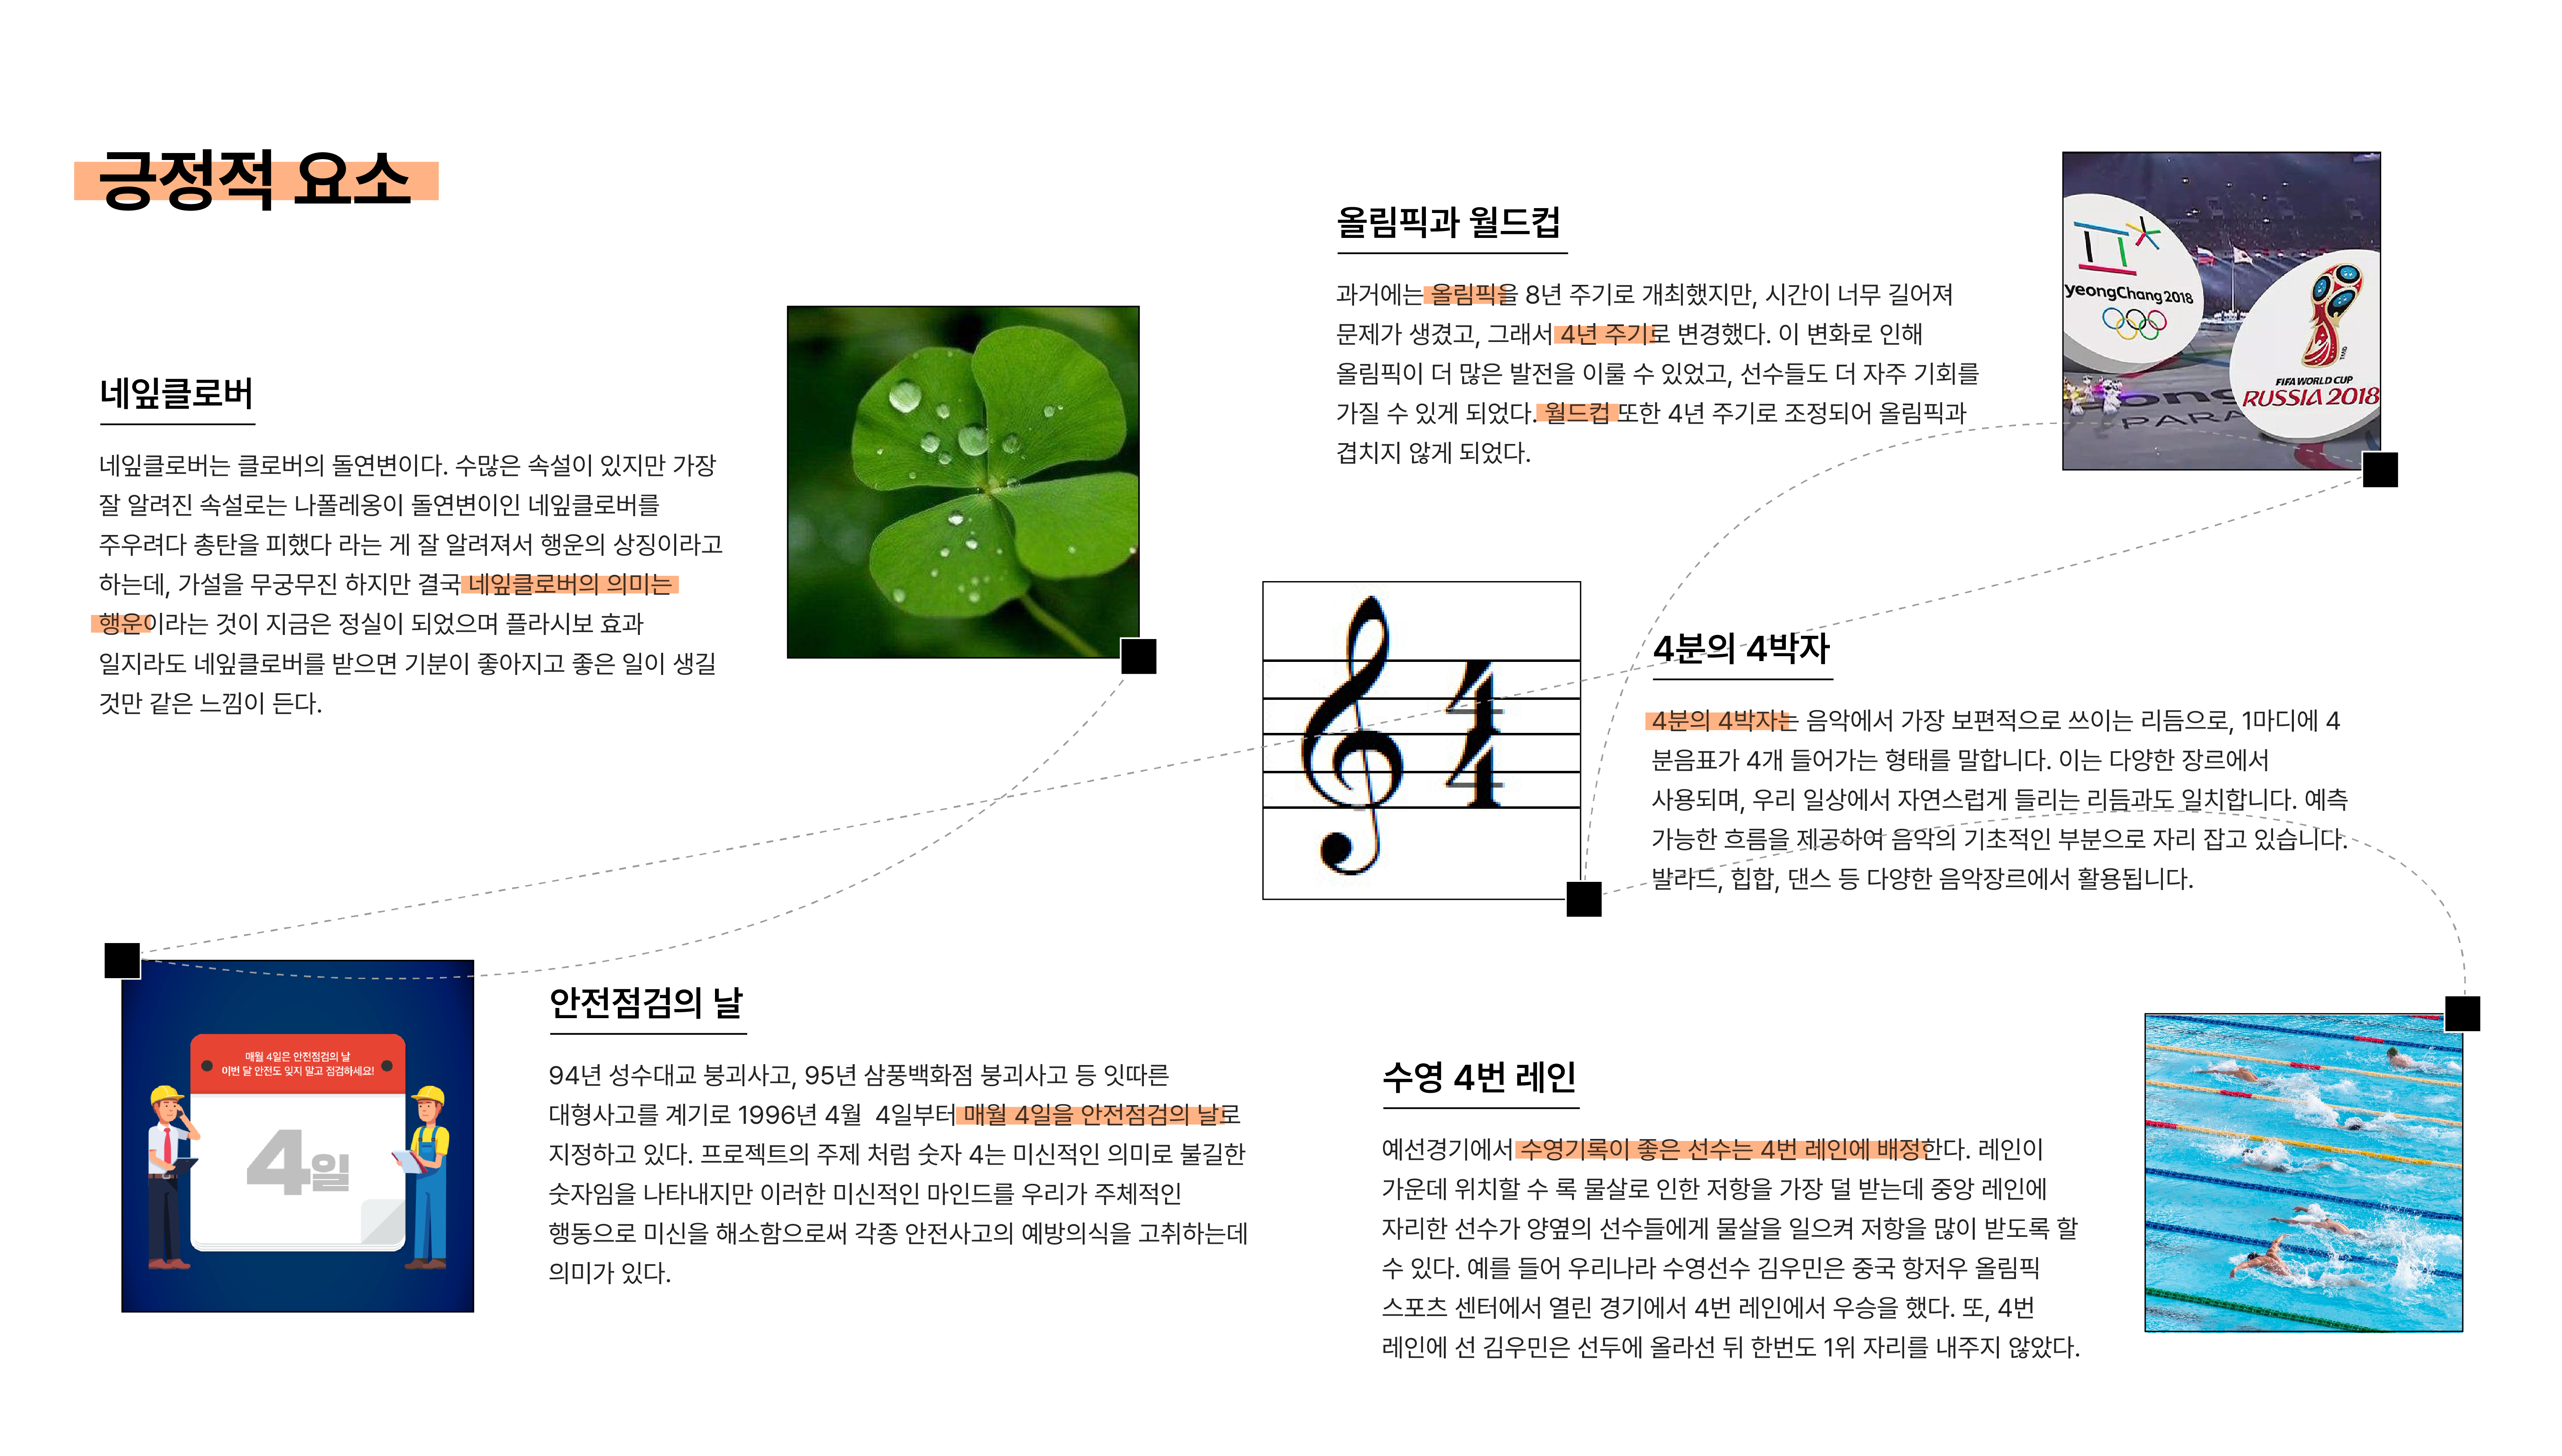 긍정적 요소
네잎클로버
네잎클로버는 클로버의 돌연변이다. 수많은 속설이 있지만 가장
잘 알려진 속설로는 나폴레옹이 돌연변이인 네잎클로버를
주우려다 총탄을 피했다 라는 게 잘 알려져서 행운의 상징이라고
하는데, 가설을 무궁무진 하지만 결국 네잎클로버의 의미는
행운이라는 것이 지금은 정실이 되었으며 플라시보 효과
일지라도 네잎클로버를 받으면 기분이 좋아지고 좋은 일이 생길
것만 같은 느낌이 든다.
올림픽과 월드컵
과거에는 올림픽을 8년 주기로 개최했지만, 시간이 너무 길어져
문제가 생겼고, 그래서 4년 주기로 변경했다. 이 변화로 인해
올림픽이 더 많은 발전을 이룰 수 있었고, 선수들도 더 자주 기회를
가질 수 있게 되었다. 월드컵 또한 4년 주기로 조정되어 올림픽과
겹치지 않게 되었다.
yeongChang 2018
FIFA WORLD CUP
RUSSIA 2018
PARA
4
4
4분의 4박자
4분의 4박자는 음악에서 가장 보편적으로 쓰이는 리듬으로, 1마디에 4
분음표가 4개 들어가는 형태를 말합니다. 이는 다양한 장르에서
사용되며, 우리 일상에서 자연스럽게 들리는 리듬과도 일치합니다. 예측
가능한 흐름을 제공하여 음악의 기초적인 부분으로 자리 잡고 있습니다.
발라드, 힙합, 댄스 등 다양한 음악장르에서 활용됩니다.
매월 4일은 안전점검의 날
이번 달 안전도 잊지 말고 점검하세요!
4일
안전점검의 날
94년 성수대교 붕괴사고, 95년 삼풍백화점 붕괴사고 등 잇따른
대형사고를 계기로 1996년 4월  4일부터 매월 4일을 안전점검의 날로
지정하고 있다. 프로젝트의 주제 처럼 숫자 4는 미신적인 의미로 불길한
숫자임을 나타내지만 이러한 미신적인 마인드를 우리가 주체적인
행동으로 미신을 해소함으로써 각종 안전사고의 예방의식을 고취하는데
의미가 있다.
수영 4번 레인
예선경기에서 수영기록이 좋은 선수는 4번 레인에 배정한다. 레인이
가운데 위치할 수 록 물살로 인한 저항을 가장 덜 받는데 중앙 레인에
자리한 선수가 양옆의 선수들에게 물살을 일으켜 저항을 많이 받도록 할
수 있다. 예를 들어 우리나라 수영선수 김우민은 중국 항저우 올림픽
스포츠 센터에서 열린 경기에서 4번 레인에서 우승을 했다. 또, 4번
레인에 선 김우민은 선두에 올라선 뒤 한번도 1위 자리를 내주지 않았다.